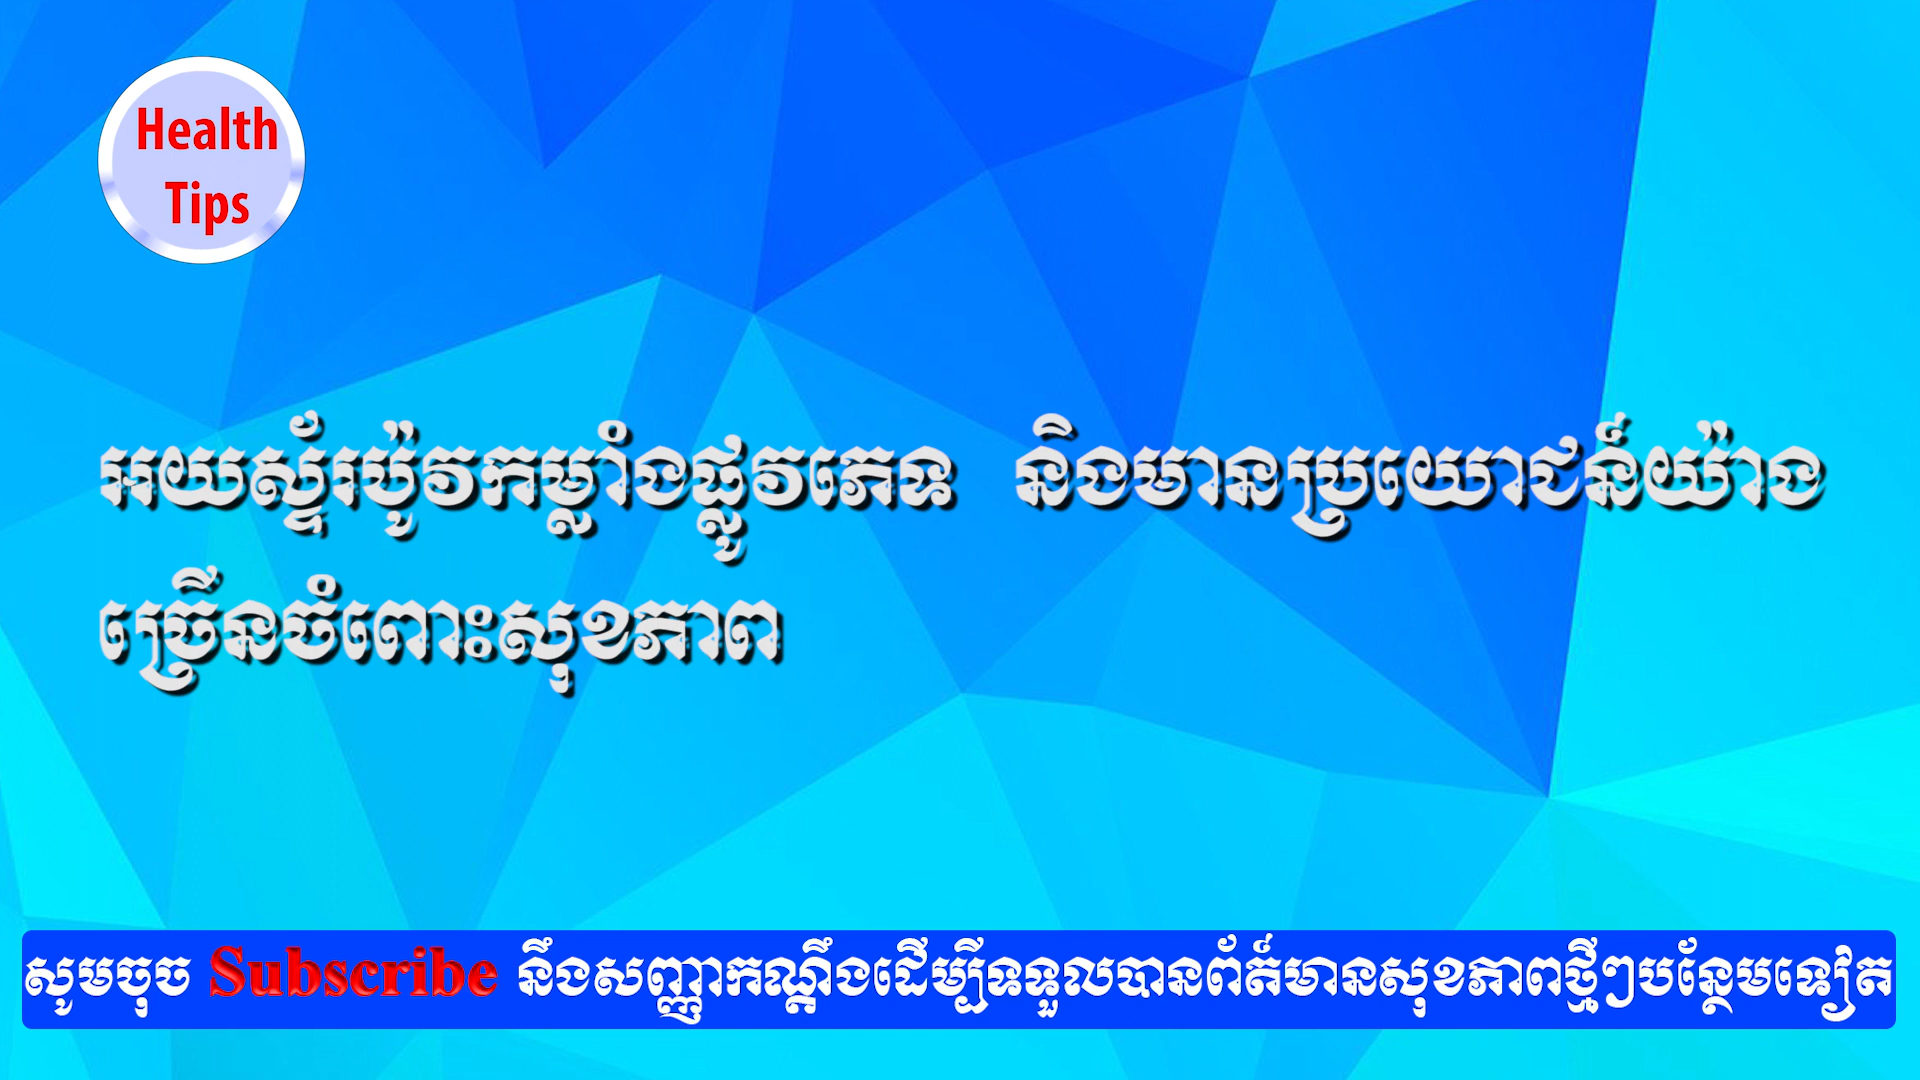 Health
Tips
អយស្ទ័រប៉ូវកម្លាំងផ្លូវភេទ និងមានប្រយោជន៍យ៉ាង
ច្រើនចំពោះសុខភាព
សូមចុច Subscribe នឹងសញ្ញាកណ្ដឹងដើម្បីទទួលបានព័ត៌មានសុខភាពថ្មីៗបន្ថែមទៀត